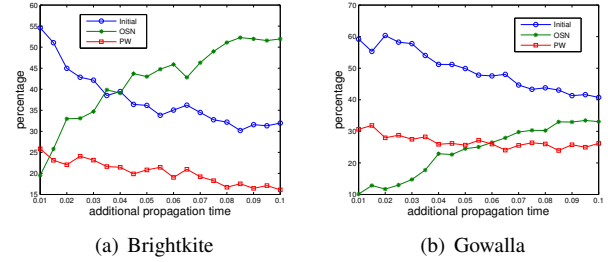 60
55
50
45
40
35
30
25
20
15
percentage
Initial
OSN
PW
0.01 0.02 0.03 0.04 0.05 0.06 0.07 0.08 0.09 0.1
additional propagation time
(a) Brightkite
70
60
50
40
30
20
10
percentage
Initial
OSN
PW
0.01 0.02 0.03 0.04 0.05 0.06 0.07 0.08 0.09 0.1
additional propagation time
(b) Gowalla